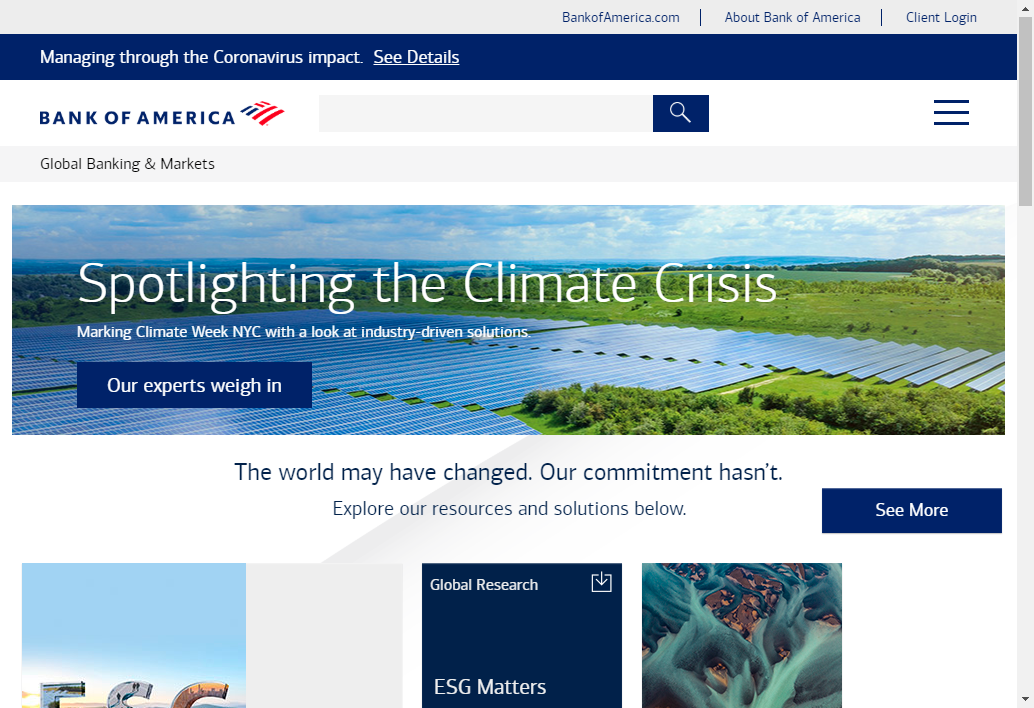 BankofAmerica.com
About Bank of America
Client Login
Managing through the Coronavirus impact. See Details
BANK OF AMERICA
Global Banking & Markets
Spotlighting the Climate Crisis
Marking Climate Week NYC with a look at industry-driven solutions.
Our experts weigh in
The world may have changed. Our commitment hasn't.
Explore our resources and solutions below.
See More
Global Research
ESG Matters
ESG